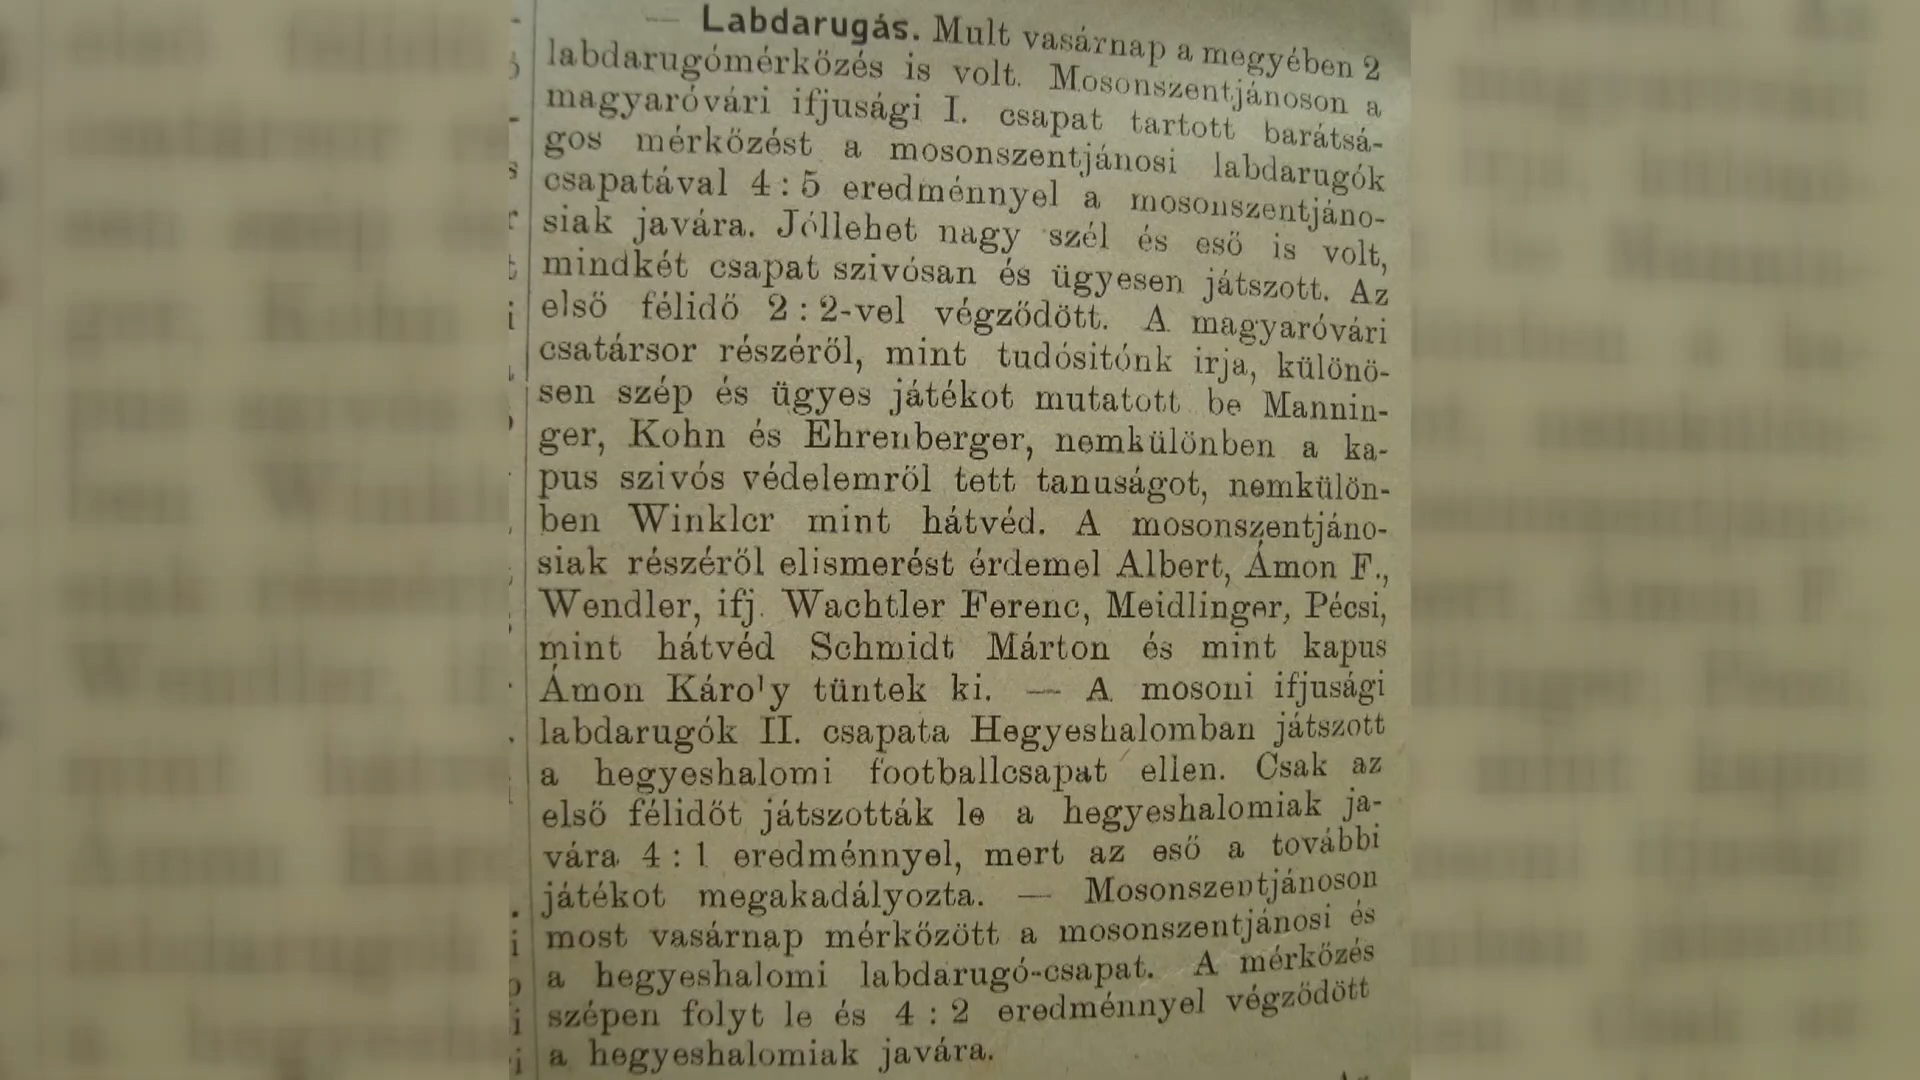 — Labdarugás. Mult vasárnap a megyében 2
labdarugómérkőzés is volt. Mosonszentjánoson a
magyaróvári ifjusági I. csapat tartott barátsá-
gos mérkőzést a mosonszentjánosi labdarugók
csapatával 4 : 5 eredménnyel a mosonszentjáno-
siak javára. Jóllehet nagy szél és eső is volt,
mindkét csapat szivósan és ügyesen játszott. Az
első félidő 2 : 2-vel végződött. A magyaróvári
csatársor részéről, mint tudósitónk irja, különö-
sen szép és ügyes játékot mutatott be Mannin-
ger, Kohn és Ehrenberger, nemkülönben a ka-
pus szivós védelemről tett tanuságot, nemkülön-
ben Winkler mint hátvéd. A mosonszentjáno-
siak részéről elismerést érdemel Albert, Ámon F.,
Wendler, ifj. Wachtler Ferenc, Meidlinger, Pécsi,
mint hátvéd Schmidt Márton és mint kapus
Ámon Károly tüntek ki. — A mosoni ifjusági
labdarugók II. csapata Hegyeshalomban játszott
a hegyeshalomi footballcsapat ellen. Csak az
első félidőt játszották le a hegyeshalomiak ja-
vára 4 : 1 eredménnyel, mert az eső a további
játékot megakadályozta. — Mosonszentjánoson
most vasárnap mérkőzött a mosonszentjánosi és
a hegyeshalomi labdarugó-csapat. A mérkőzés
szépen folyt le és 4 : 2 eredménnyel végződött
a hegyeshalomiak javára.